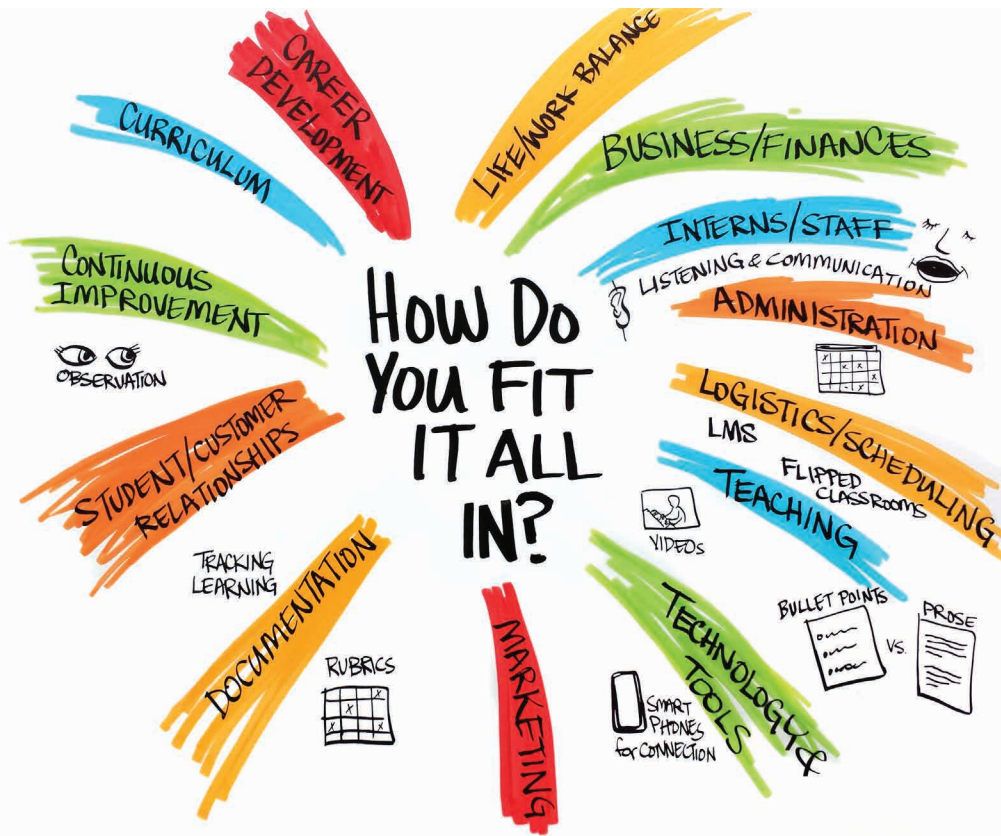 HOW DO
YOU FIT
IT ALL
IN?
CAREER
DEVELOPMENT
LIFE/WORK BALANCE
BUSINESS/FINANCES
INTERNS/STAFF
LISTENING & COMMUNICATION
ADMINISTRATION
LOGISTICS/SCHEDULING
LMS
FLIPPED
CLASSROOMS
TEACHING
VIDEOS
BULLET POINTS
VS.
PROSE
TECHNOLOGY &
TOOLS
SMART
PHONES
for CONNECTION
MARKETING
DOCUMENTATION
RUBRICS
TRACKING
LEARNING
STUDENT/CUSTOMER
RELATIONSHIPS
OBSERVATION
CONTINUOUS
IMPROVEMENT
CURRICULUM